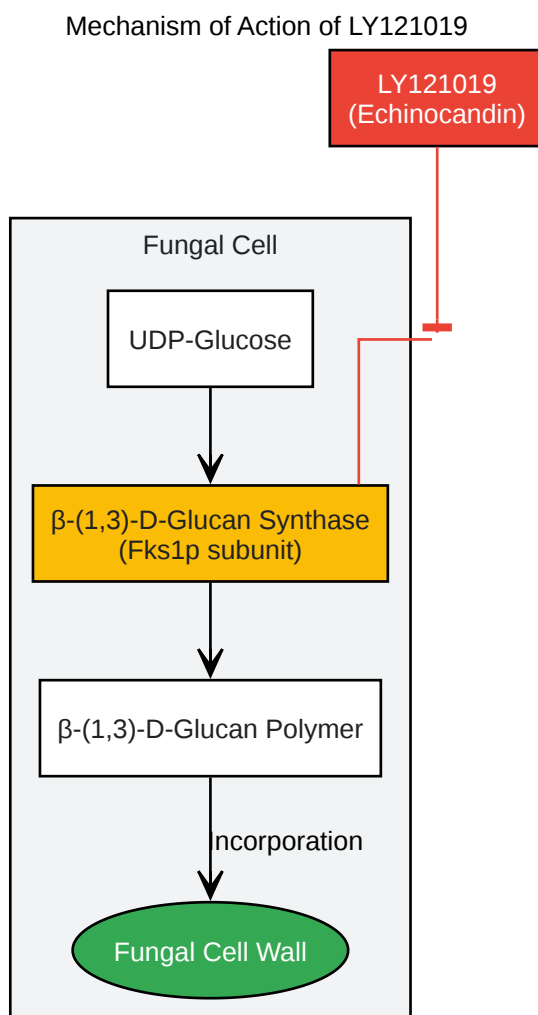 Mechanism of Action of LY121019
LY121019
(Echinocandin)
Fungal Cell
UDP-Glucose
β-(1,3)-D-Glucan Synthase
(Fks1p subunit)
β-(1,3)-D-Glucan Polymer
Incorporation
Fungal Cell Wall